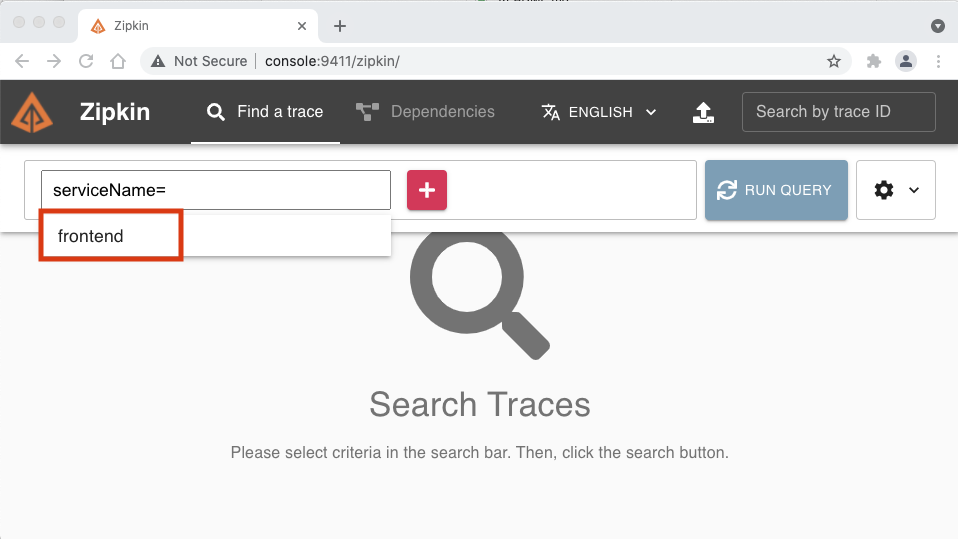 Zipkin
Not Secure console:9411/zipkin/
Zipkin Find a trace Dependencies ENGLISH Search by trace ID
serviceName= RUN QUERY
frontend
Search Traces
Please select criteria in the search bar. Then, click the search button.